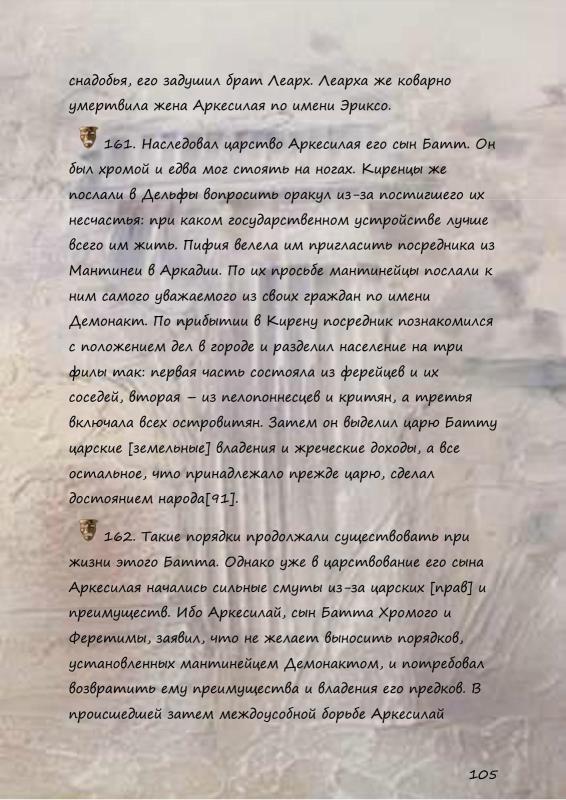 снадобья, его задушил брат Леарх. Леарха же коварно
умертвила жена Аркесилая по имени Эриксо.
161. Наследовал царство Аркесилая его сын Батт. Он
был хромой и едва мог стоять на ногах. Киренцы же
послали в Дельфы вопросить оракул из-за постигшего их
несчастья: при каком государственном устройстве лучше
всего им жить. Пифия велела им пригласить посредника из
Мантинеи в Аркадии. По их просьбе мантинейцы послали к
ним самого уважаемого из своих граждан по имени
Демонакт. По прибытии в Кирену посредник познакомился
с положением дел в городе и разделил население на три
филы так: первая часть состояла из ферейцев и их
соседей, вторая – из пелопоннесцев и критян, а третья
включала всех островитян. Затем он выделил царю Батту
царские [земельные] владения и жреческие доходы, а все
остальное, что принадлежало прежде царю, сделал
достоянием народа[91].
162. Такие порядки продолжали существовать при
жизни этого Батта. Однако уже в царствование его сына
Аркесилая начались сильные смуты из-за царских [прав] и
преимуществ. Ибо Аркесилай, сын Батта Хромого и
Феретимы, заявил, что не желает выносить порядков,
установленных мантинейцем Демонактом, и потребовал
возвратить ему преимущества и владения его предков. В
происшедшей затем междоусобной борьбе Аркесилай
105